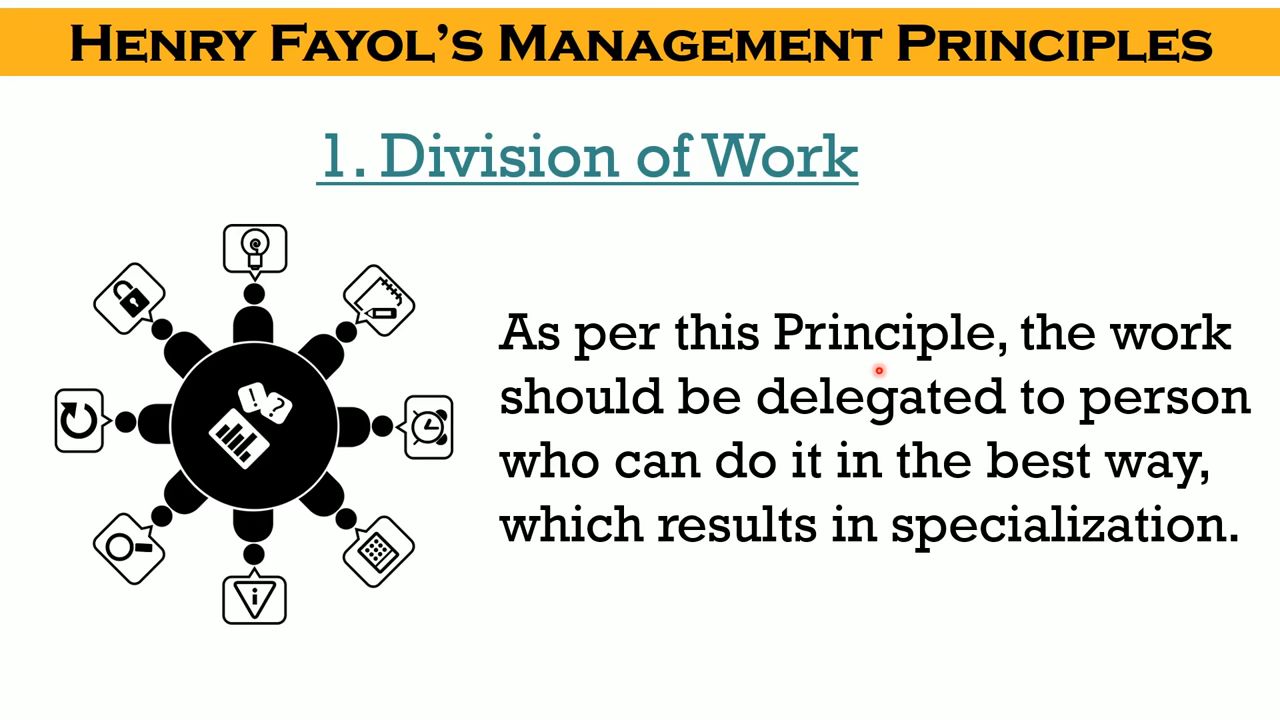 HENRY FAYOL'S MANAGEMENT PRINCIPLES
1. Division of Work
As per this Principle, the work
should be delegated to person
who can do it in the best way,
which results in specialization.
! ?
i